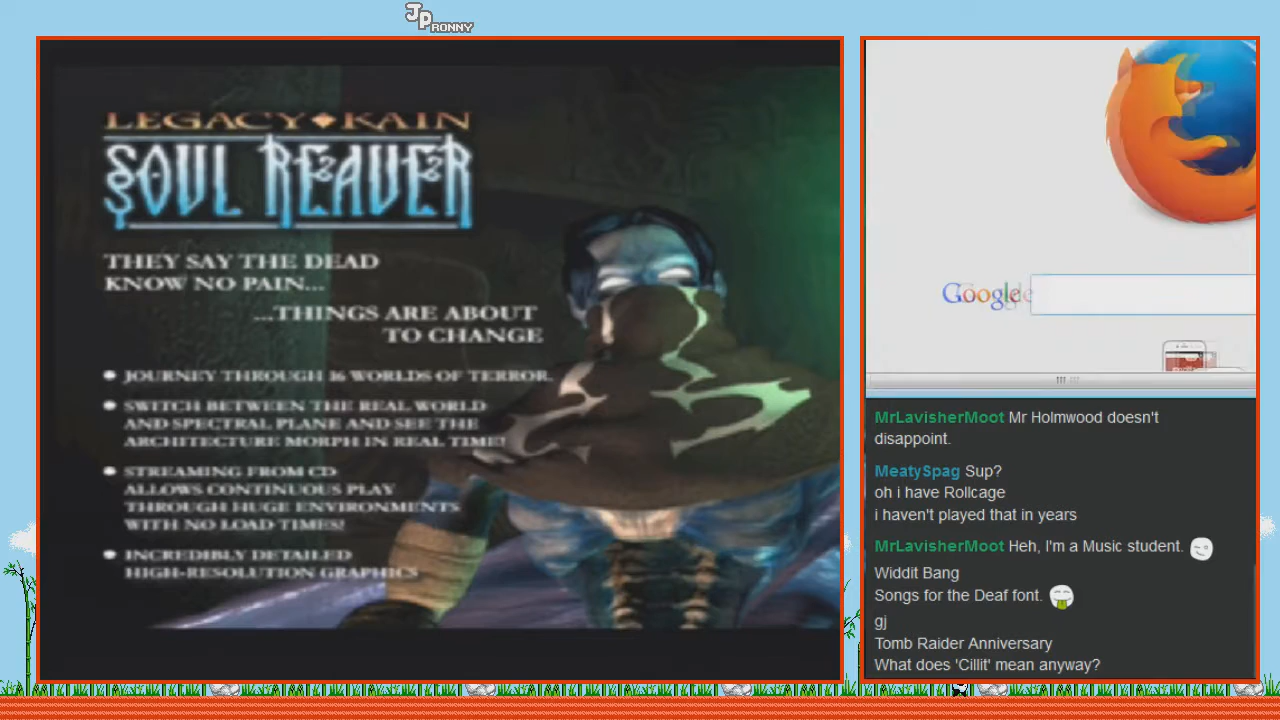 JP RONNY
LEGACY KAIN
SOUL REAVER
THEY SAY THE DEAD
KNOW NO PAIN...
...THINGS ARE ABOUT
TO CHANGE
JOURNEY THROUGH 16 WORLDS OF TERROR.
SWITCH BETWEEN THE REAL WORLD
AND SPECTRAL PLANE AND SEE THE
ARCHITECTURE MORPH IN REAL TIME!
STREAMING FROM CD
ALLOWS CONTINUOUS PLAY
THROUGH HUGE ENVIRONMENTS
WITH NO LOAD TIMES!
INCREDIBLY DETAILED
HIGH-RESOLUTION GRAPHICS
Google
MrLavisherMoot Mr Holmwood doesn't
disappoint.
MeatySpag Sup?
oh i have Rollcage
i haven't played that in years
MrLavisherMoot Heh, I'm a Music student.
Widdit Bang
Songs for the Deaf font.
gj
Tomb Raider Anniversary
What does 'Cillit' mean anyway?